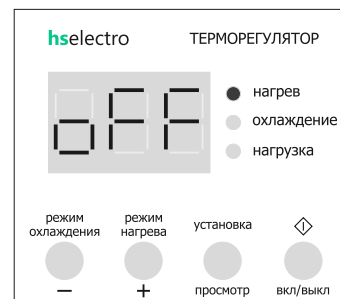 hselectro ТЕРМОРЕГУЛЯТОР
oFF
нагрев
охлаждение
нагрузка
режим охлаждения
режим нагрева
установка
− + просмотр вкл/выкл